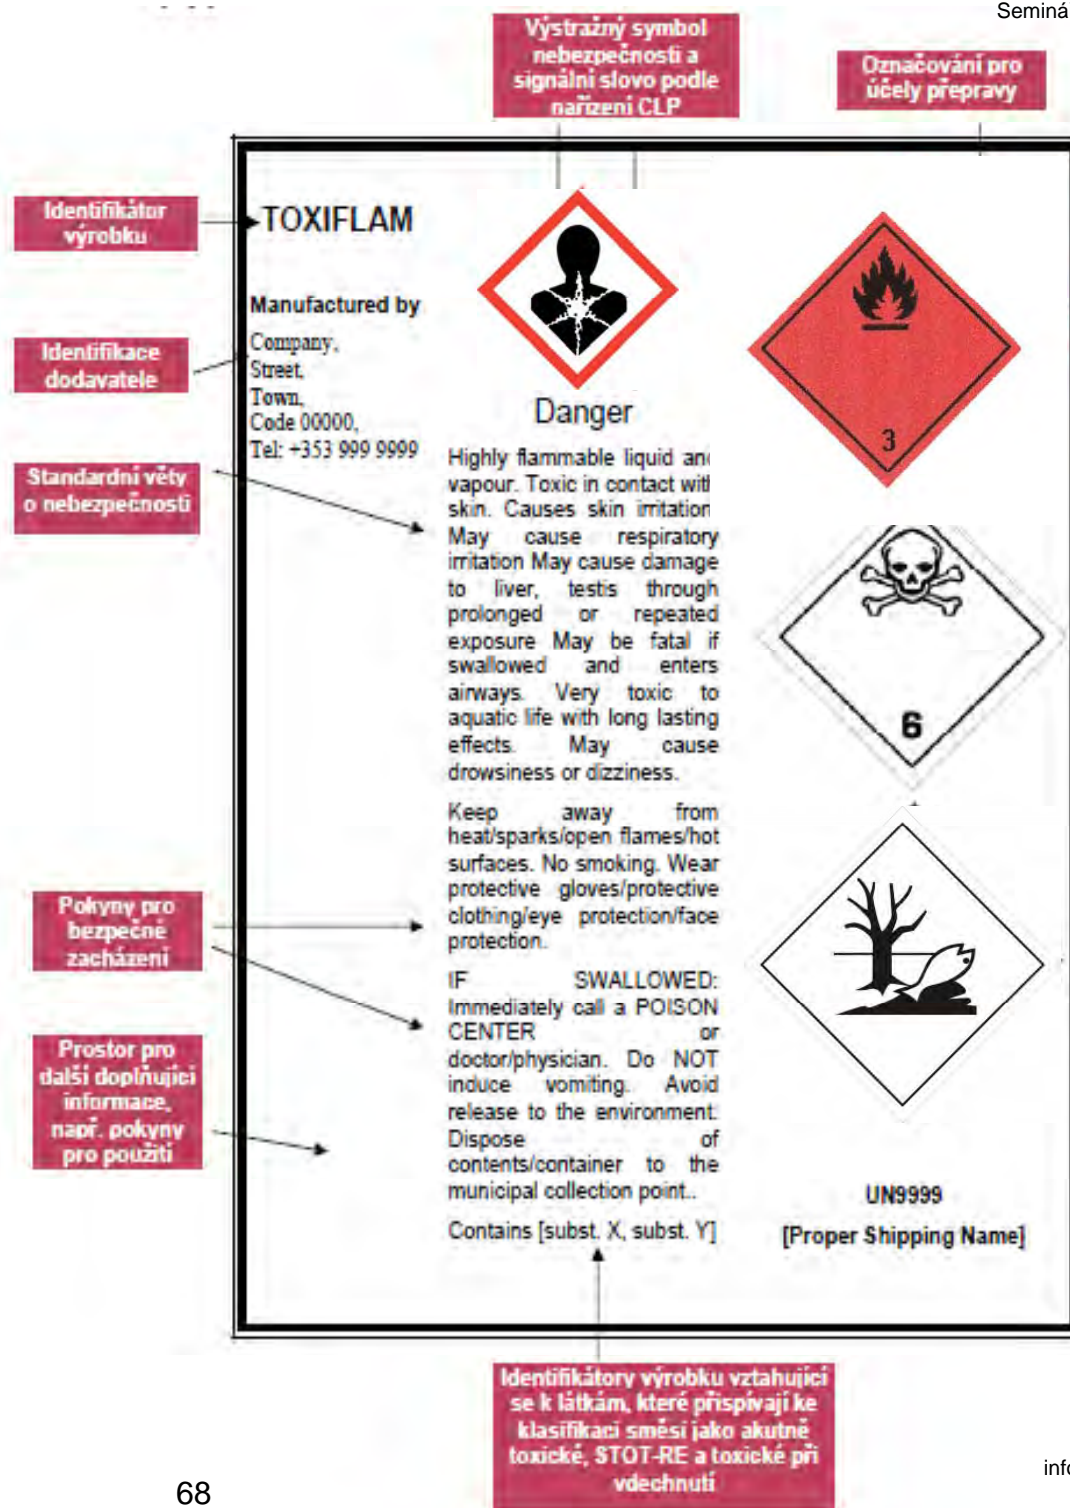 Seminá
Výstražný symbol
nebezpečnosti a
signální slovo podle
nařízení CLP
Označování pro
účely přepravy
Identifikátor
výrobku
TOXIFLAM
Manufactured by
Company,
Street,
Town,
Code 00000,
Tel: +353 999 9999
Identifikace
dodavatele
Standardní věty
o nebezpečnosti
Danger
Highly flammable liquid and
vapour. Toxic in contact with
skin. Causes skin irritation
May cause respiratory
irritation May cause damage
to liver, testis through
prolonged or repeated
exposure May be fatal if
swallowed and enters
airways. Very toxic to
aquatic life with long lasting
effects. May cause
drowsiness or dizziness.
Keep away from
heat/sparks/open flames/hot
surfaces. No smoking. Wear
protective gloves/protective
clothing/eye protection/face
protection.
IF SWALLOWED:
Immediately call a POISON
CENTER or
doctor/physician. Do NOT
induce vomiting. Avoid
release to the environment.
Dispose of
contents/container to the
municipal collection point..
Contains [subst. X, subst. Y]
3
6
UN9999
[Proper Shipping Name]
Pokyny pro
bezpečné
zacházení
Prostor pro
další doplňující
informace,
např. pokyny
pro použití
Identifikátory výrobku vztahující
se k látkám, které přispívají ke
klasifikaci směsí jako akutně
toxické, STOT-RE a toxické při
vdechnutí
info
68